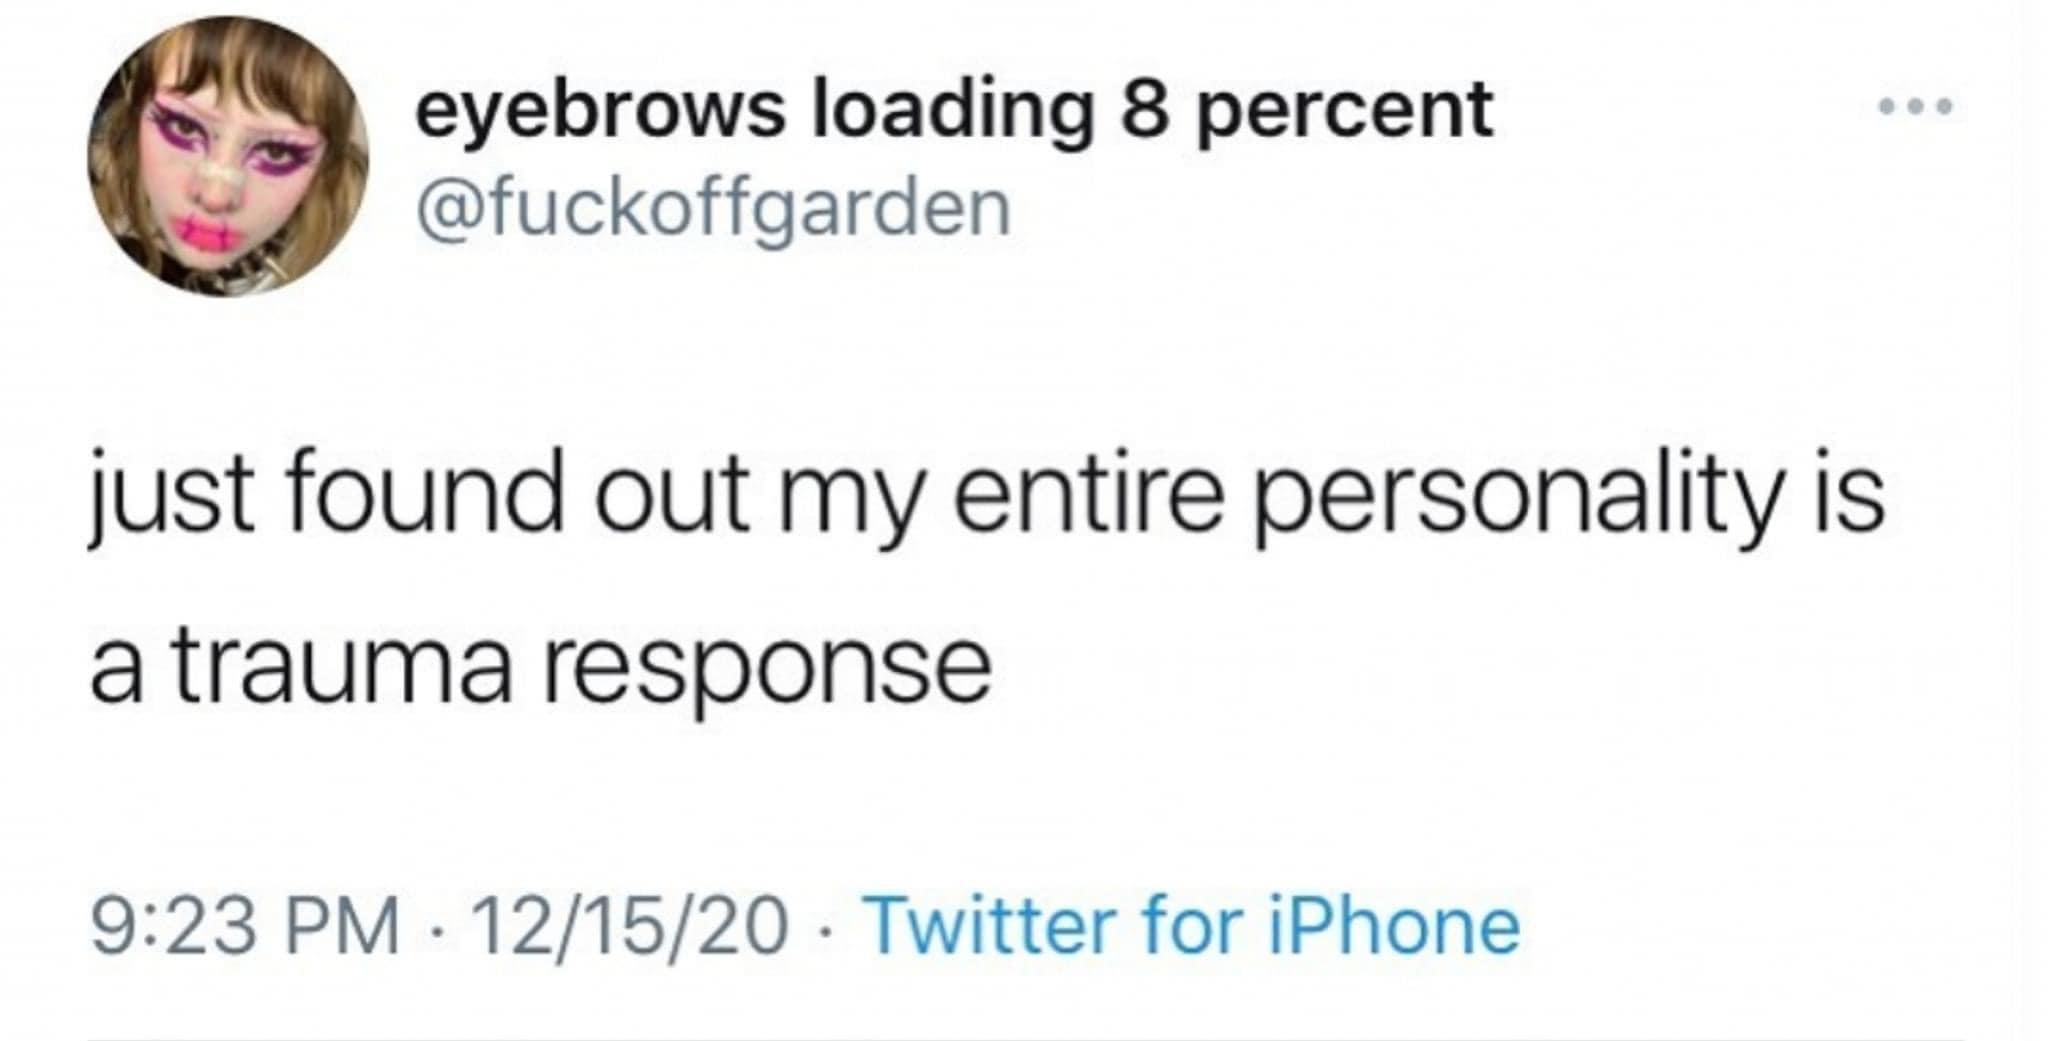 eyebrows loading 8 percent
@fuckoffgarden
just found out my entire personality is
a trauma response
9:23 PM · 12/15/20 · Twitter for iPhone